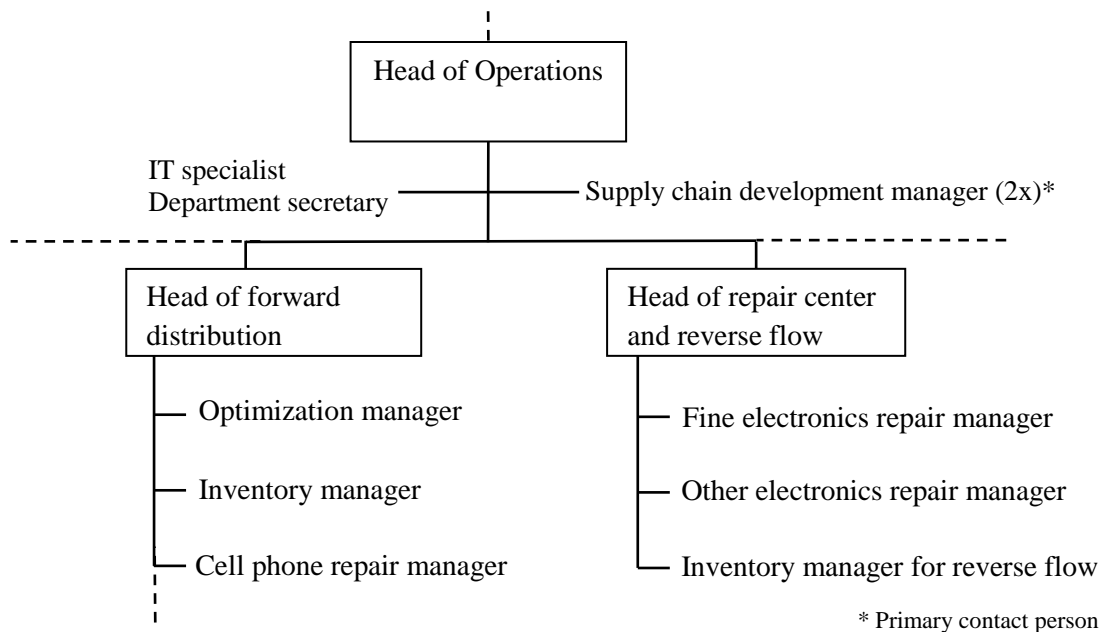 Head of Operations
IT specialist
Department secretary
Supply chain development manager (2x)*
Head of forward
distribution
Optimization manager
Inventory manager
Cell phone repair manager
Head of repair center
and reverse flow
Fine electronics repair manager
Other electronics repair manager
Inventory manager for reverse flow
* Primary contact person